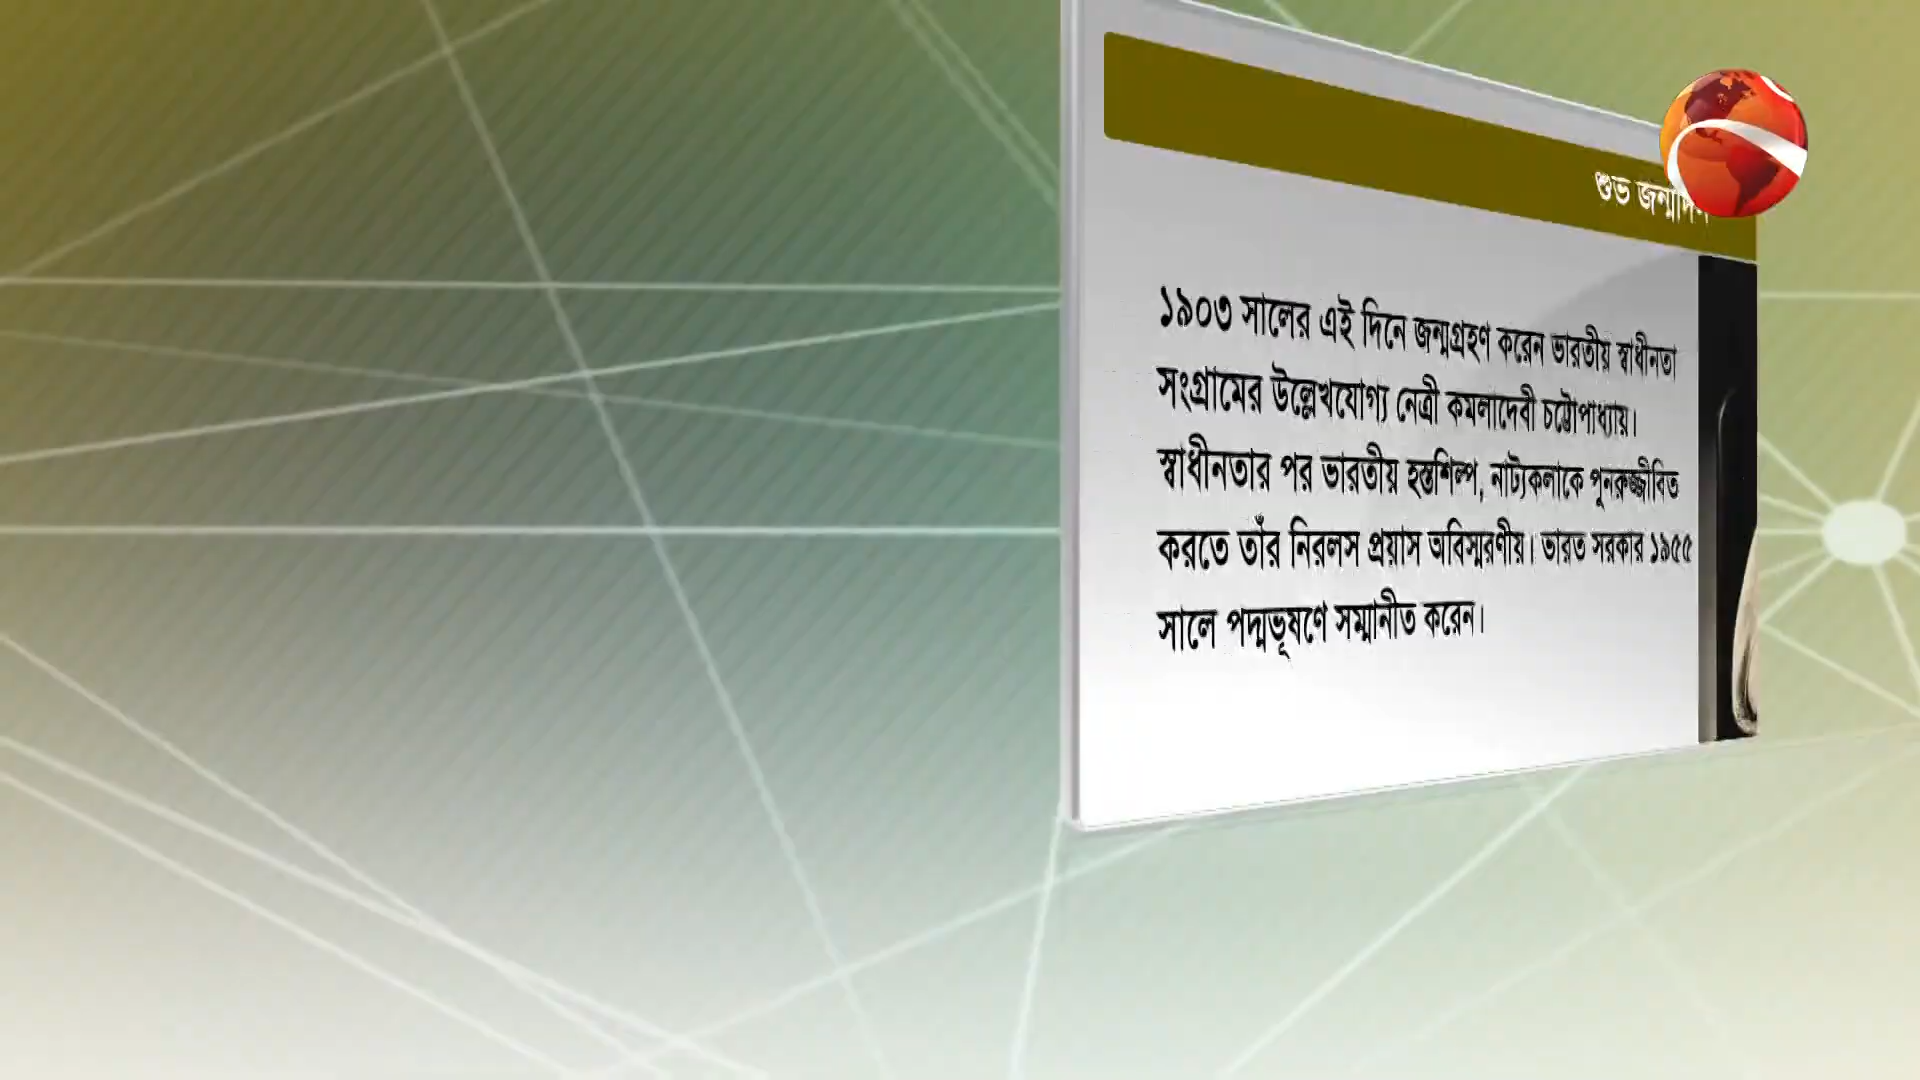 শুভ জন্মদিন
১৯০৩ সালের এই দিনে জন্মগ্রহণ করেন ভারতীয় স্বাধীনতা
সংগ্রামের উল্লেখযোগ্য নেত্রী কমলাদেবী চট্টোপাধ্যায়।
স্বাধীনতার পর ভারতীয় হস্তশিল্প, নাট্যকলাকে পুনরুজ্জীবিত
করতে তাঁর নিরলস প্রয়াস অবিস্মরণীয়। ভারত সরকার ১৯৫৫
সালে পদ্মভূষণে সম্মানীত করেন।